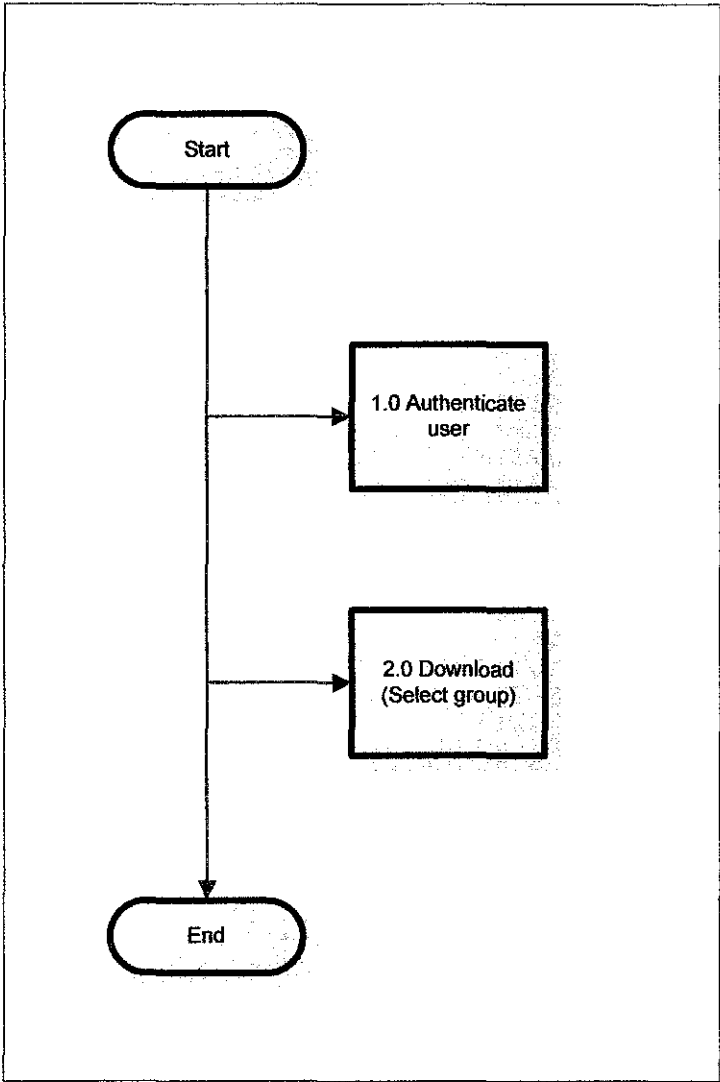 Start
1.0 Authenticate
user
2.0 Download
(Select group)
End